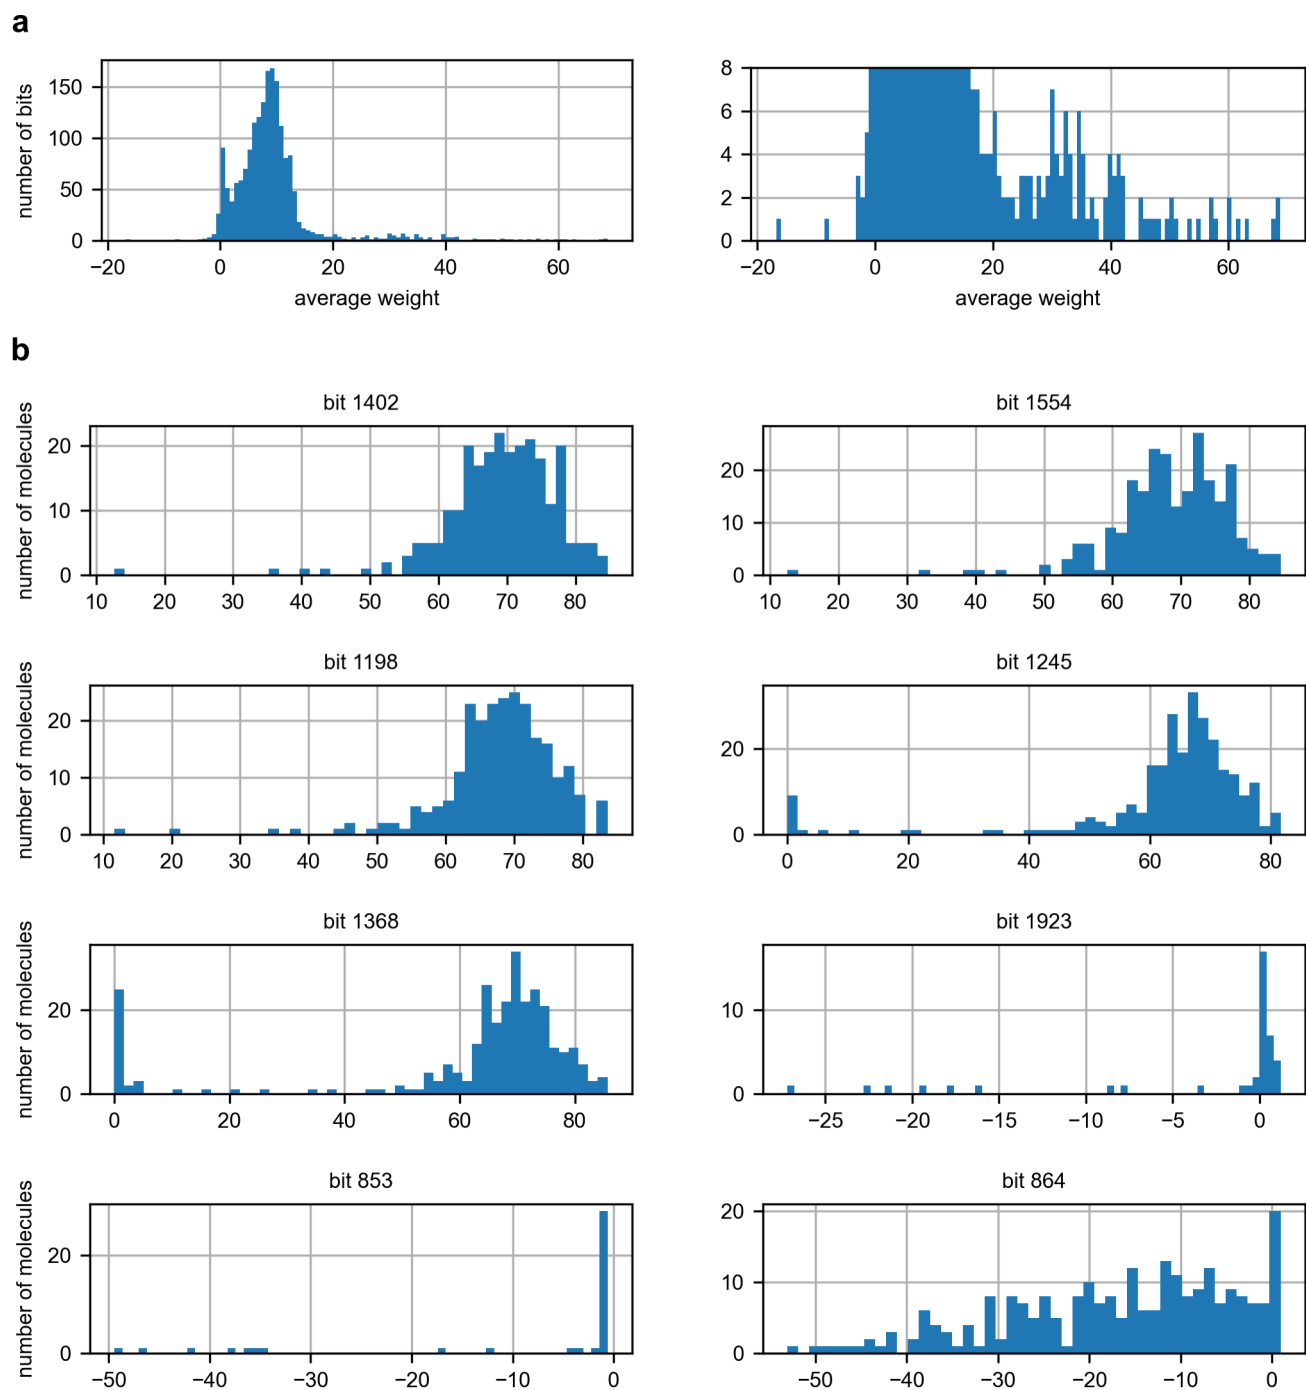 a
number of bits
150
100
50
0
−20 0 20 40 60
average weight
8
6
4
2
0
−20 0 20 40 60
average weight
b
bit 1402
number of molecules
20
10
0
10 20 30 40 50 60 70 80
bit 1554
20
10
0
10 20 30 40 50 60 70 80
bit 1198
number of molecules
20
10
0
10 20 30 40 50 60 70 80
bit 1245
20
0
0 20 40 60 80
bit 1368
number of molecules
20
0
0 20 40 60 80
bit 1923
10
0
−25 −20 −15 −10 −5 0
bit 853
number of molecules
20
0
−50 −40 −30 −20 −10 0
bit 864
20
10
0
−50 −40 −30 −20 −10 0